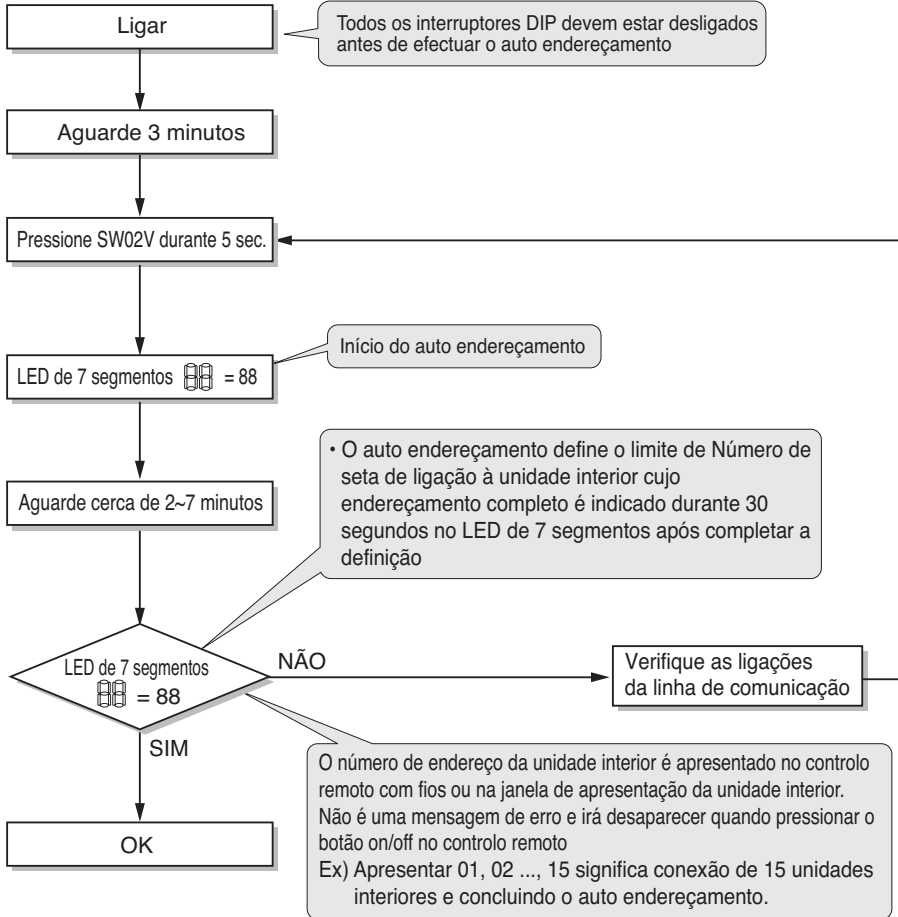 Ligar
Todos os interruptores DIP devem estar desligados
antes de efectuar o auto endereçamento
Aguarde 3 minutos
Pressione SW02V durante 5 sec.
Início do auto endereçamento
LED de 7 segmentos 88 = 88
• O auto endereçamento define o limite de Número de
seta de ligação à unidade interior cujo
endereçamento completo é indicado durante 30
segundos no LED de 7 segmentos após completar a
definição
Aguarde cerca de 2~7 minutos
LED de 7 segmentos
88 = 88
NÃO
Verifique as ligações
da linha de comunicação
SIM
O número de endereço da unidade interior é apresentado no controlo
remoto com fios ou na janela de apresentação da unidade interior.
Não é uma mensagem de erro e irá desaparecer quando pressionar o
botão on/off no controlo remoto
Ex) Apresentar 01, 02 ..., 15 significa conexão de 15 unidades
interiores e concluindo o auto endereçamento.
OK